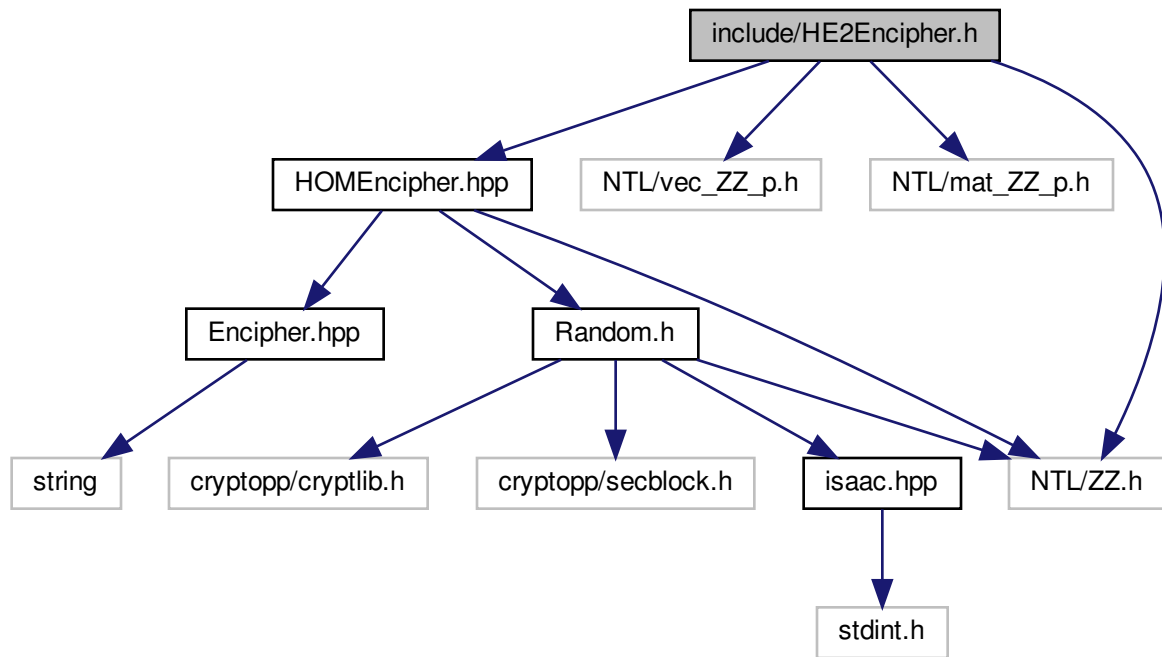 include/HE2Encipher.h
HOMEncipher.hpp
NTL/vec_ZZ_p.h
NTL/mat_ZZ_p.h
Encipher.hpp
Random.h
string
cryptopp/cryptlib.h
cryptopp/secblock.h
isaac.hpp
NTL/ZZ.h
stdint.h